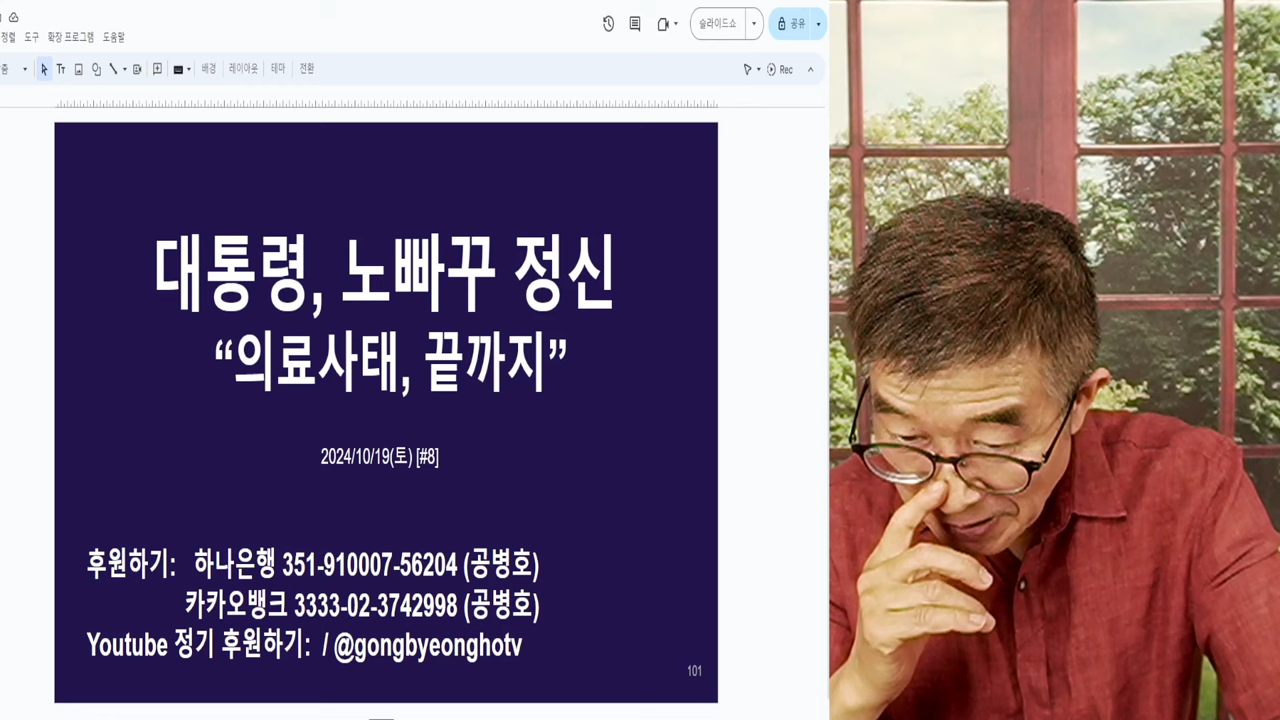 정렬 도구 확장 프로그램 도움말
슬라이드쇼
공유
춤
배경 레이아웃 테마 전환
Rec
대통령, 노빠꾸 정신
“의료사태, 끝까지”
2024/10/19(토) [#8]
후원하기: 하나은행 351-910007-56204 (공병호)
카카오뱅크 3333-02-3742998 (공병호)
Youtube 정기 후원하기: / @gongbyeonghotv
101